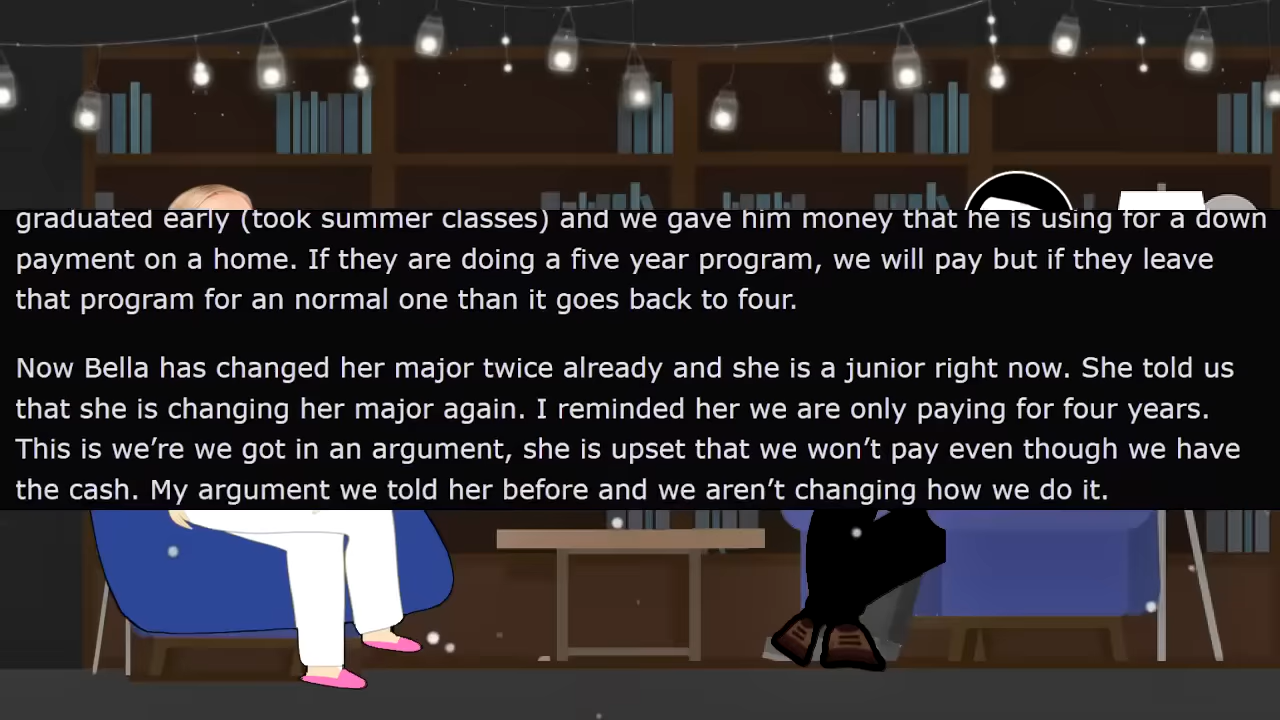 graduated early (took summer classes) and we gave him money that he is using for a down
payment on a home. If they are doing a five year program, we will pay but if they leave
that program for an normal one than it goes back to four.
Now Bella has changed her major twice already and she is a junior right now. She told us
that she is changing her major again. I reminded her we are only paying for four years.
This is we’re we got in an argument, she is upset that we won’t pay even though we have
the cash. My argument we told her before and we aren’t changing how we do it.